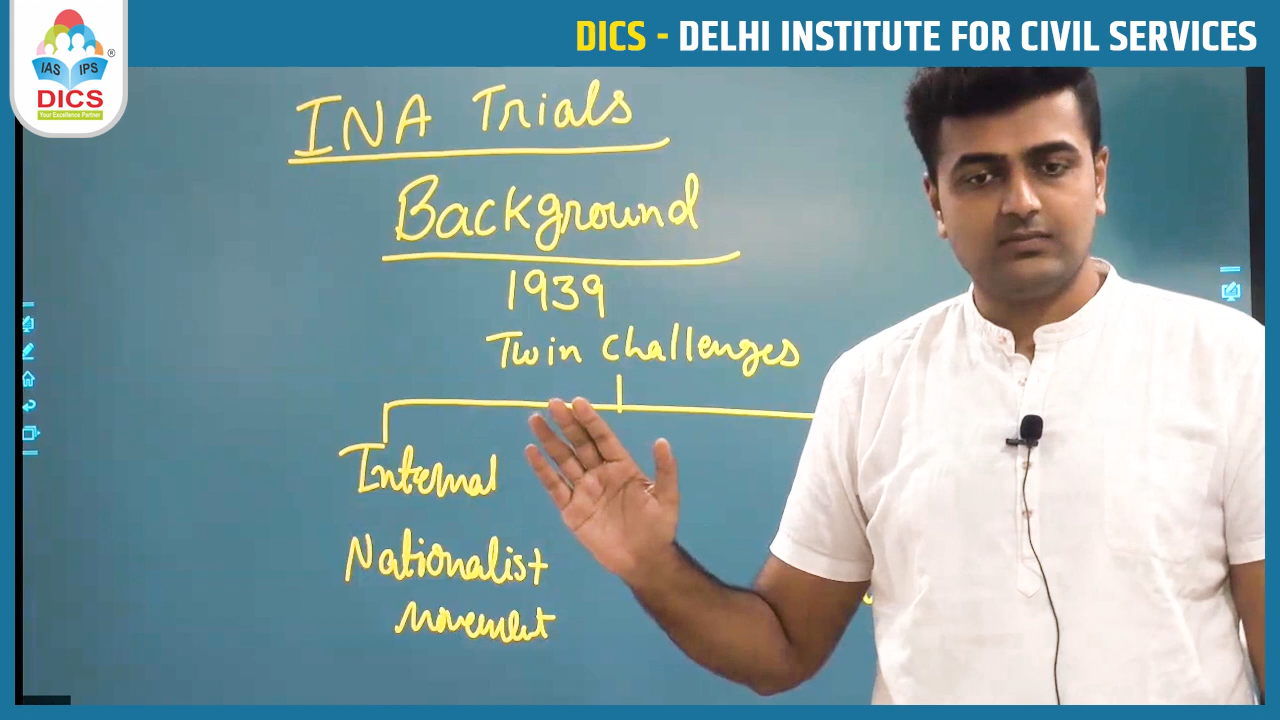 DICS - DELHI INSTITUTE FOR CIVIL SERVICES
IAS IPS
®
DICS
Your Excellence Partner
INA Trials
Background
1939
Twin Challenges
Internal
Nationalist
movement